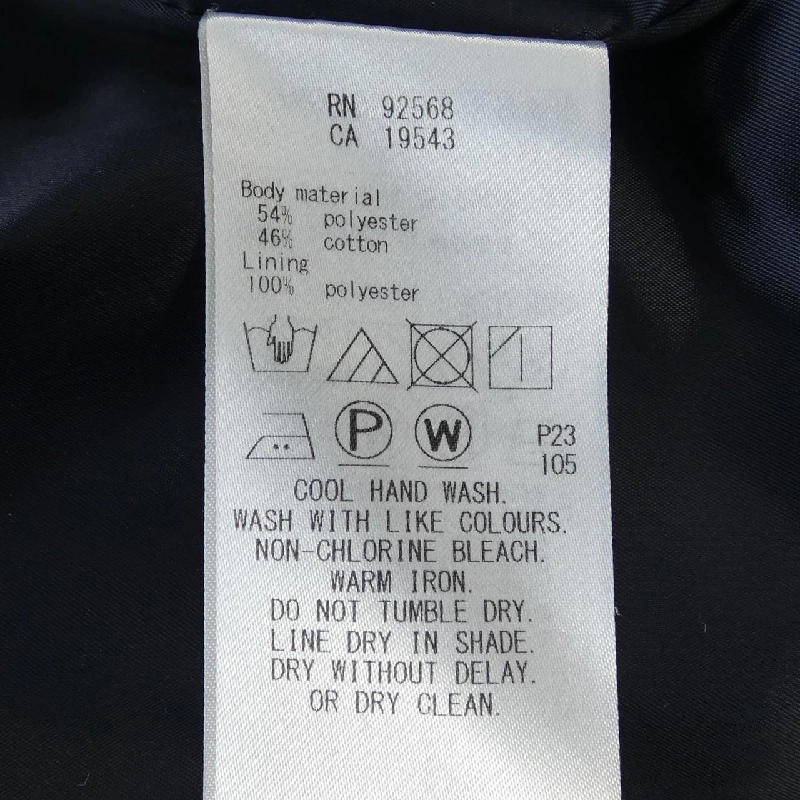 RN 92568
CA 19543
Body material
54% polyester
46% cotton
Lining
100% polyester
P W P23
105
COOL HAND WASH.
WASH WITH LIKE COLOURS.
NON-CHLORINE BLEACH.
WARM IRON.
DO NOT TUMBLE DRY.
LINE DRY IN SHADE.
DRY WITHOUT DELAY.
OR DRY CLEAN.